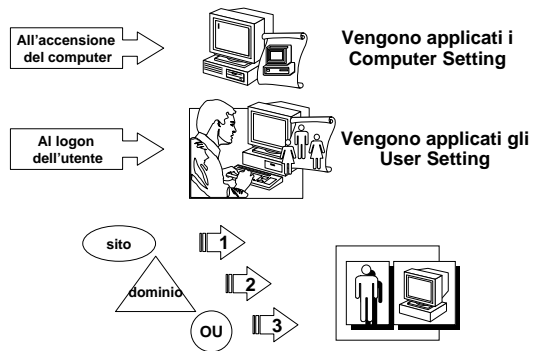 All'accensione
del computer
Vengono applicati i
Computer Setting
Al logon
dell'utente
Vengono applicati gli
User Setting
sito
1
dominio
2
OU
3